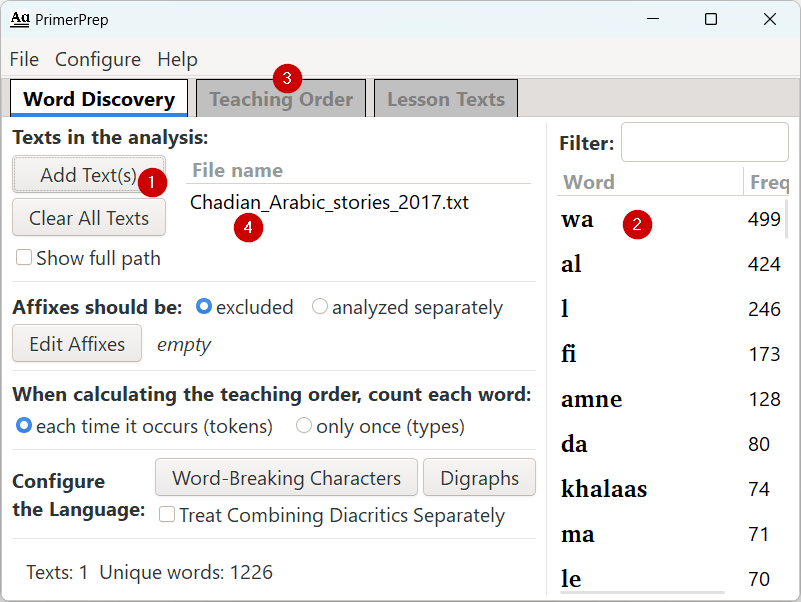 Aa PrimerPrep
File Configure Help
3
Word Discovery Teaching Order Lesson Texts
Texts in the analysis:
Add Text(s) 1
Clear All Texts
Show full path
File name
Chadian_Arabic_stories_2017.txt
4
Affixes should be: excluded analyzed separately
Edit Affixes empty
When calculating the teaching order, count each word:
each time it occurs (tokens) only once (types)
Configure
the Language:
Word-Breaking Characters Digraphs
Treat Combining Diacritics Separately
Texts: 1 Unique words: 1226
Filter:
Word Freq
wa 2 499
al 424
l 246
fi 173
amne 128
da 80
khalaas 74
ma 71
le 70